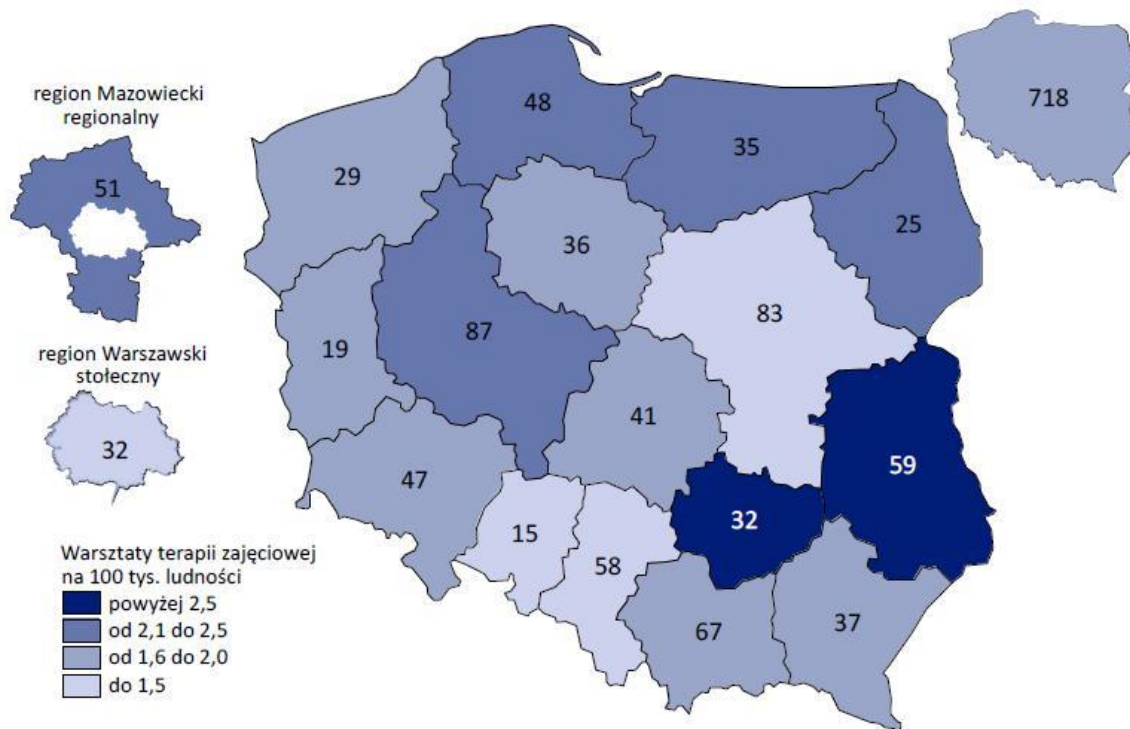 region Mazowiecki
regionalny
51
region Warszawski
stołeczny
32
Warsztaty terapii zajęciowej
na 100 tys. ludności
powyżej 2,5
od 2,1 do 2,5
od 1,6 do 2,0
do 1,5
48
35
29
25
36
83
87
19
41
59
47
32
15
58
67
37
718